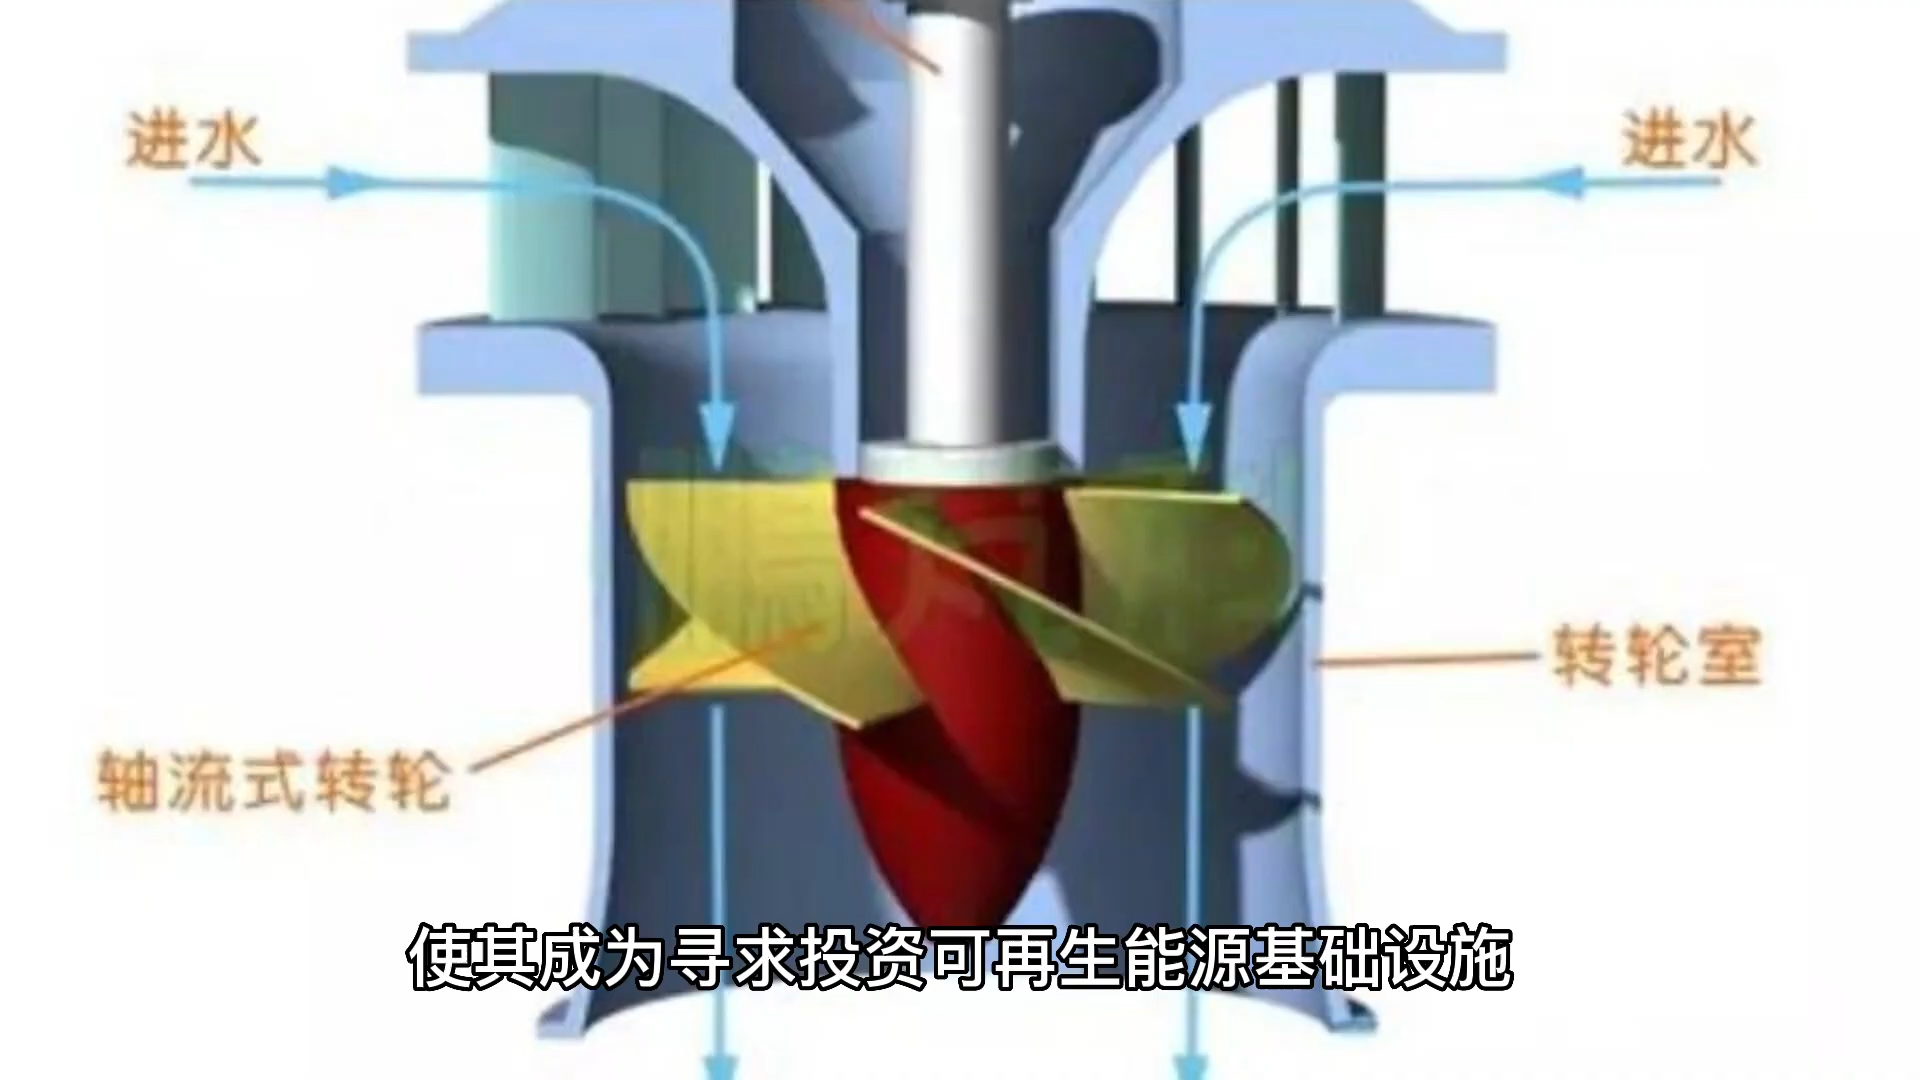 进水
进水
转轮室
轴流式转轮
使其成为寻求投资可再生能源基础设施